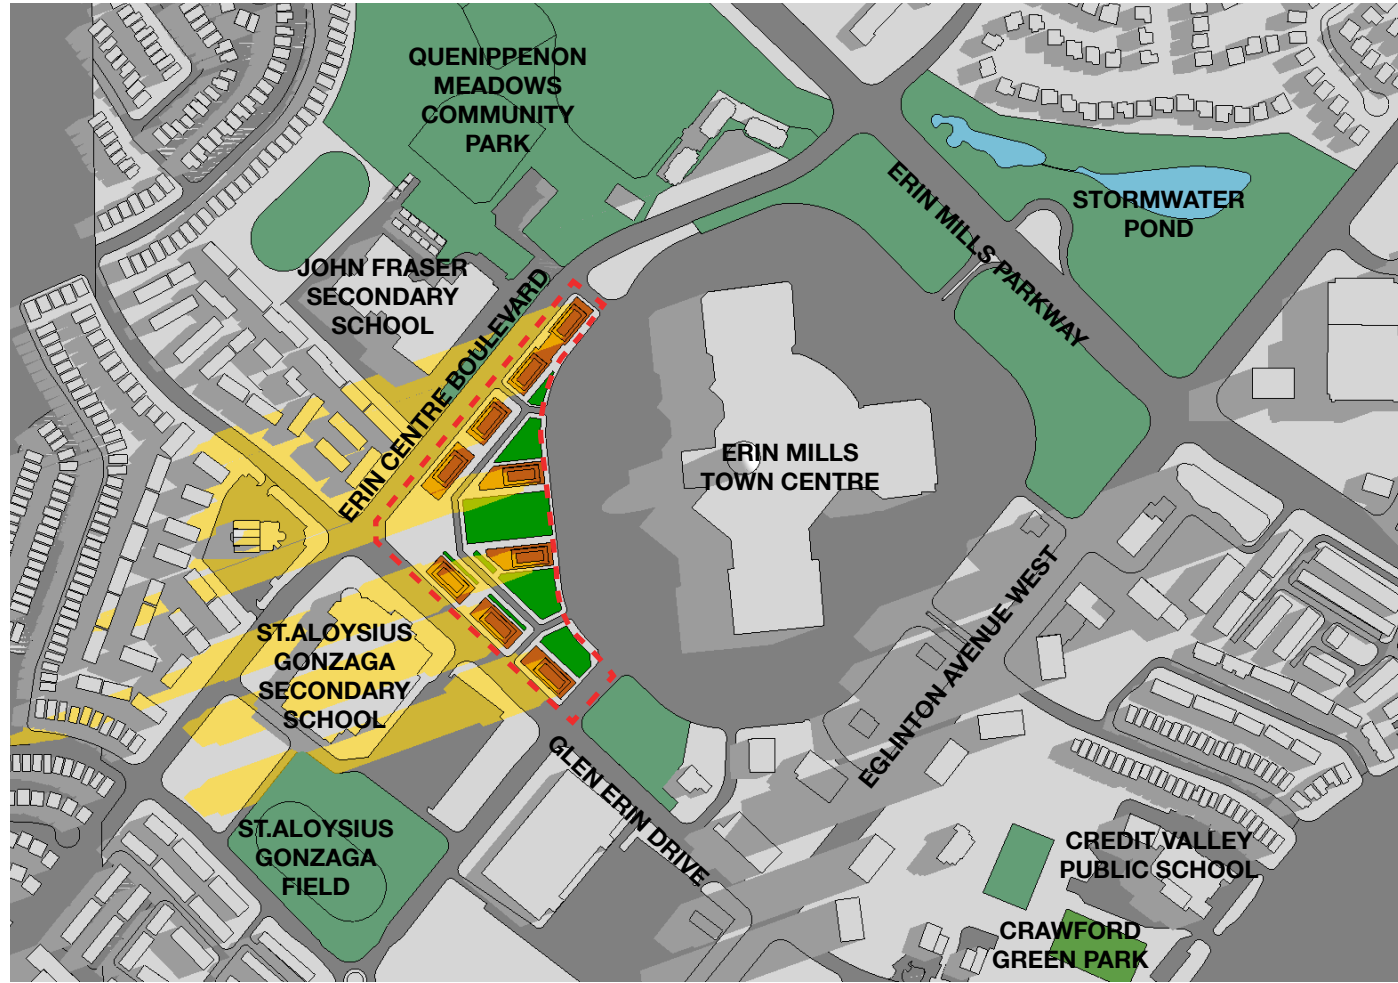 QUENIPPENON
MEADOWS
COMMUNITY
PARK
ERIN MILLS PARKWAY
STORMWATER
POND
JOHN FRASER
SECONDARY
SCHOOL
ERIN CENTRE BOULEVARD
ERIN MILLS
TOWN CENTRE
EGLINTON AVENUE WEST
ST.ALOYSIUS
GONZAGA
SECONDARY
SCHOOL
GLEN ERIN DRIVE
ST.ALOYSIUS
GONZAGA
FIELD
CREDIT VALLEY
PUBLIC SCHOOL
CRAWFORD
GREEN PARK